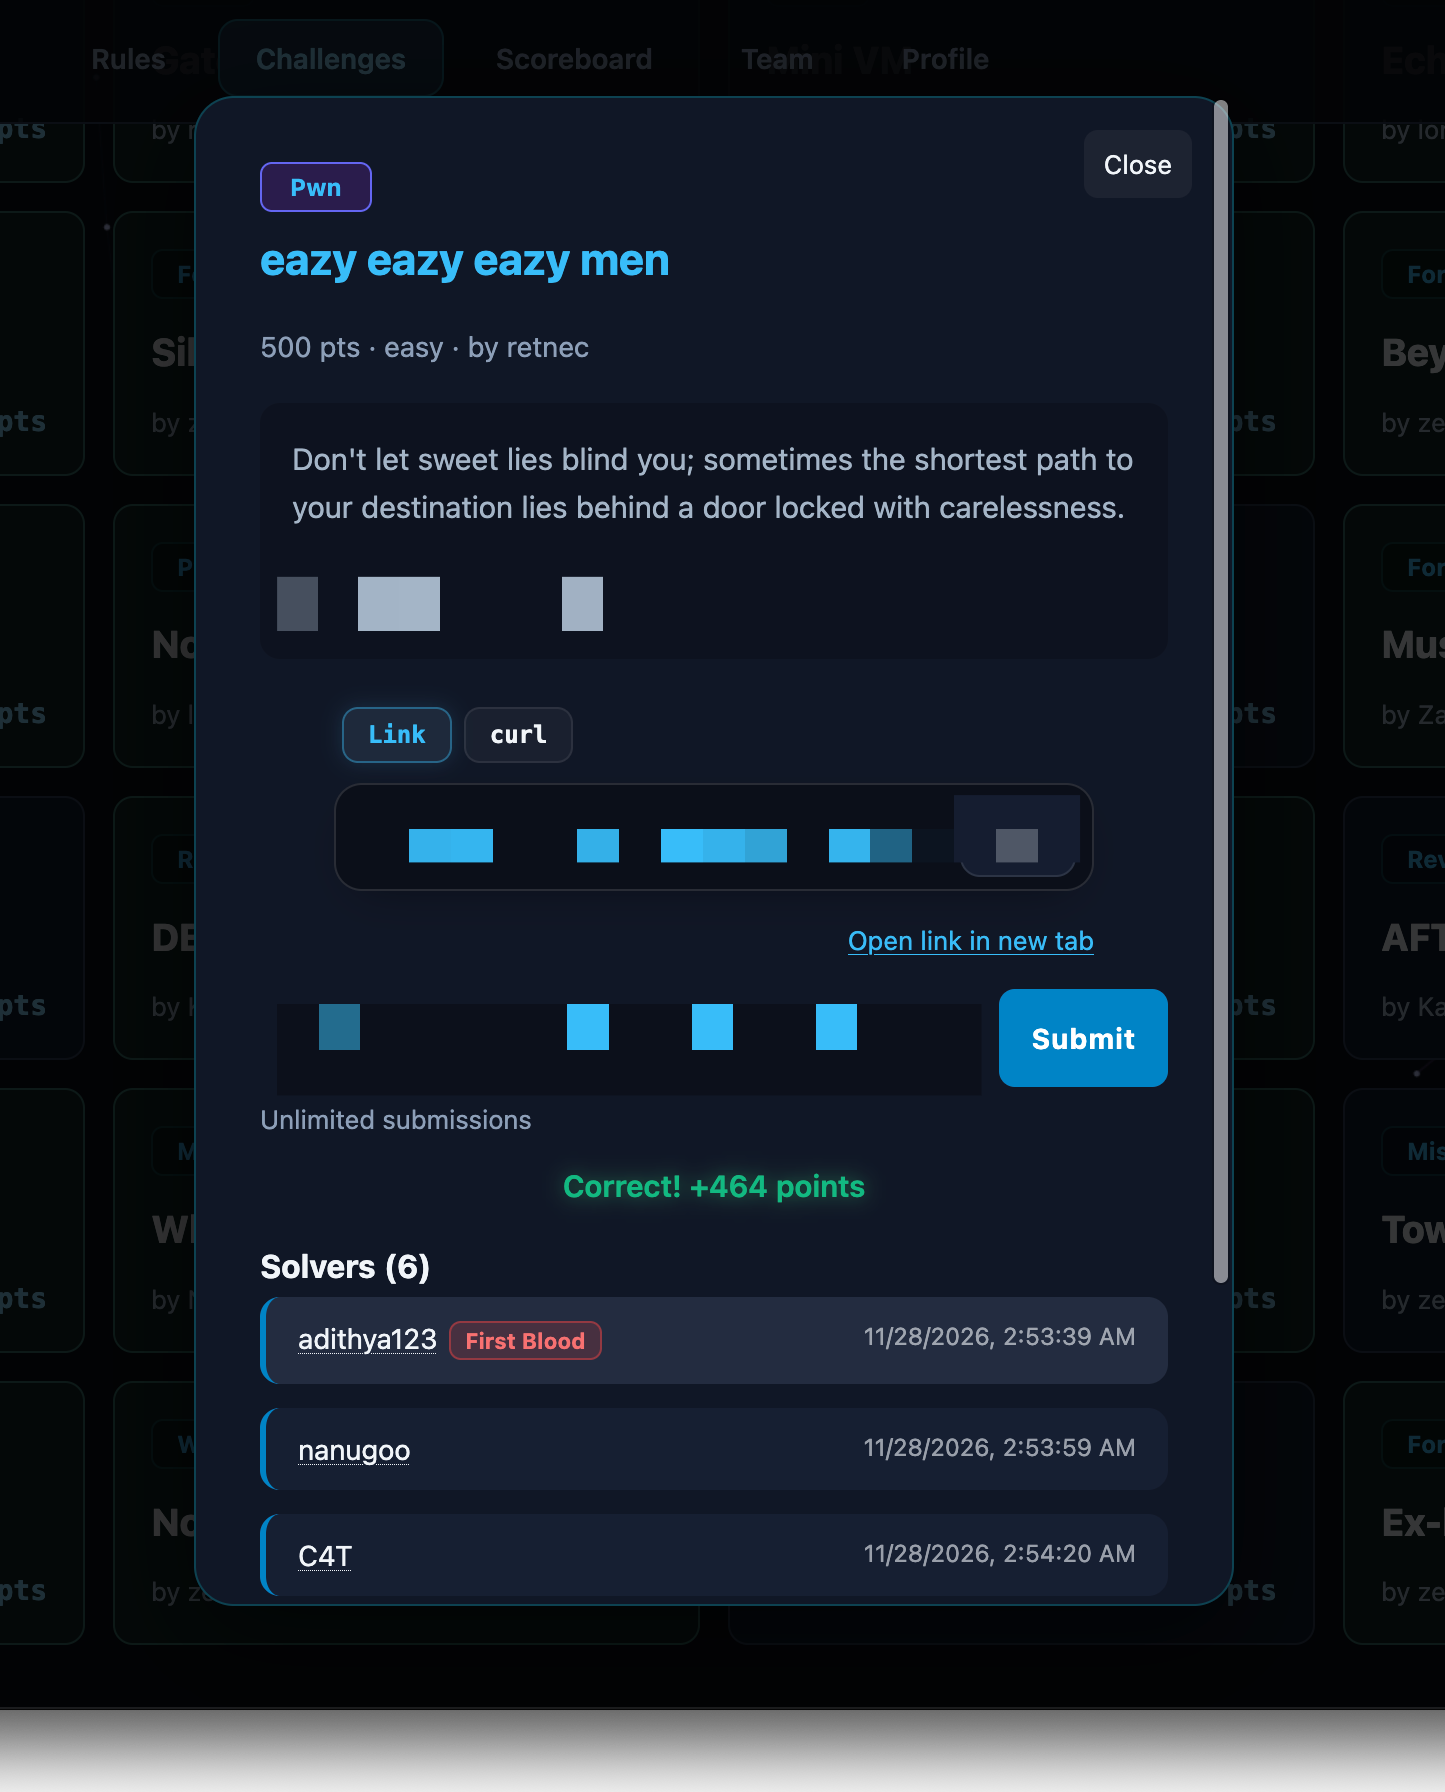 Rules Challenges Scoreboard Team Profile
Mini VM
Close
Pwn
eazy eazy eazy men
500 pts · easy · by retnec
Don't let sweet lies blind you; sometimes the shortest path to
your destination lies behind a door locked with carelessness.
Link curl
Open link in new tab
Submit
Unlimited submissions
Correct! +464 points
Solvers (6)
adithya123 First Blood 11/28/2026, 2:53:39 AM
nanugoo 11/28/2026, 2:53:59 AM
C4T 11/28/2026, 2:54:20 AM